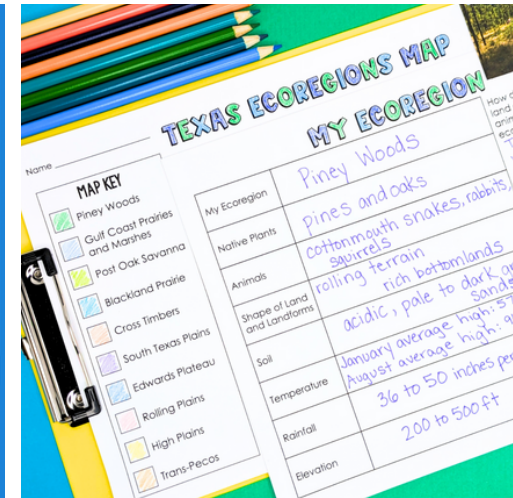 TEXAS ECOREGIONS MAP
Name
MAP KEY
Piney Woods
Gulf Coast Prairies
and Marshes
Post Oak Savanna
Blackland Prairie
Cross Timbers
South Texas Plains
Edwards Plateau
Rolling Plains
High Plains
Trans-Pecos
MY ECOREGION
My Ecoregion
Piney Woods
Native Plants
pines and oaks
Animals
cottonmouth snakes, rabbits,
squirrels
Shape of Land
and Landforms
rolling terrain
rich bottomlands
Soil
acidic, pale to dark
Temperature
January average high:
August average high:
Rainfall
36 to 50 inches
Elevation
200 to 500 ft